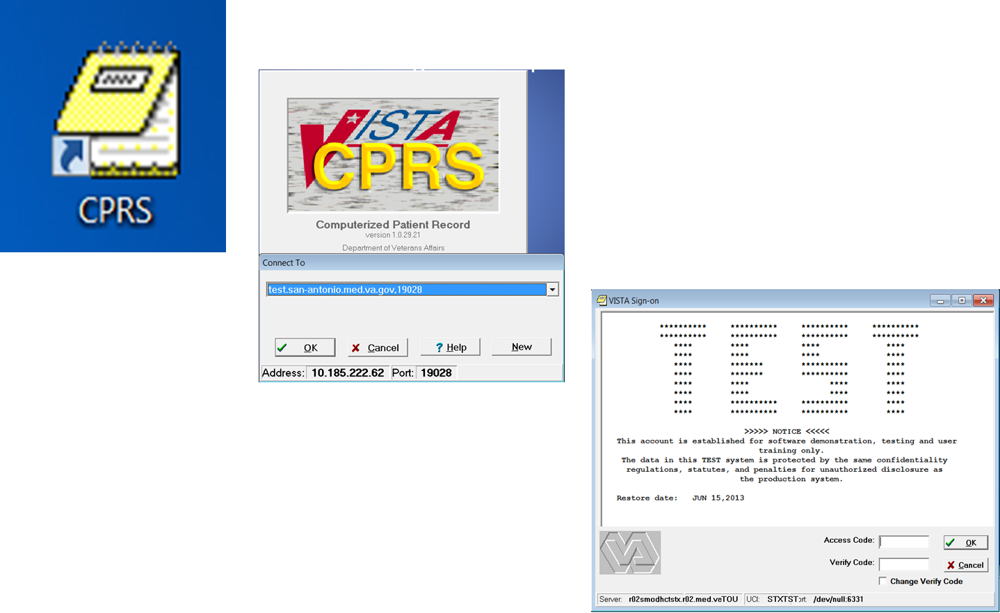 CPRS
VISTA
CPRS
Computerized Patient Record
version 1.0.29.21
Department of Veterans Affairs
Connect To
test.san-antonio.med.va.gov,19028
OK Cancel ? Help New
Address: 10.185.222.62 Port: 19028
VISTA Sign-on
********** ********** ********** **********
********** ********** ********** **********
**** **** **** ****
**** **** **** ****
**** ******* ********** ****
**** ******* ********** ****
**** **** **** ****
**** **** **** ****
**** ********** ********** ****
**** ********** ********** ****
>>>>> NOTICE <<<<<
This account is established for software demonstration, testing and user
training only.
The data in this TEST system is protected by the same confidentiality
regulations, statutes, and penalties for unauthorized disclosure as
the production system.
Restore date: JUN 15,2013
Access Code: OK
Verify Code: Cancel
Change Verify Code
VA
Server: r02smodhctstx.r02.med.va TOU UCI: STXTST ort: /dev/null:6331